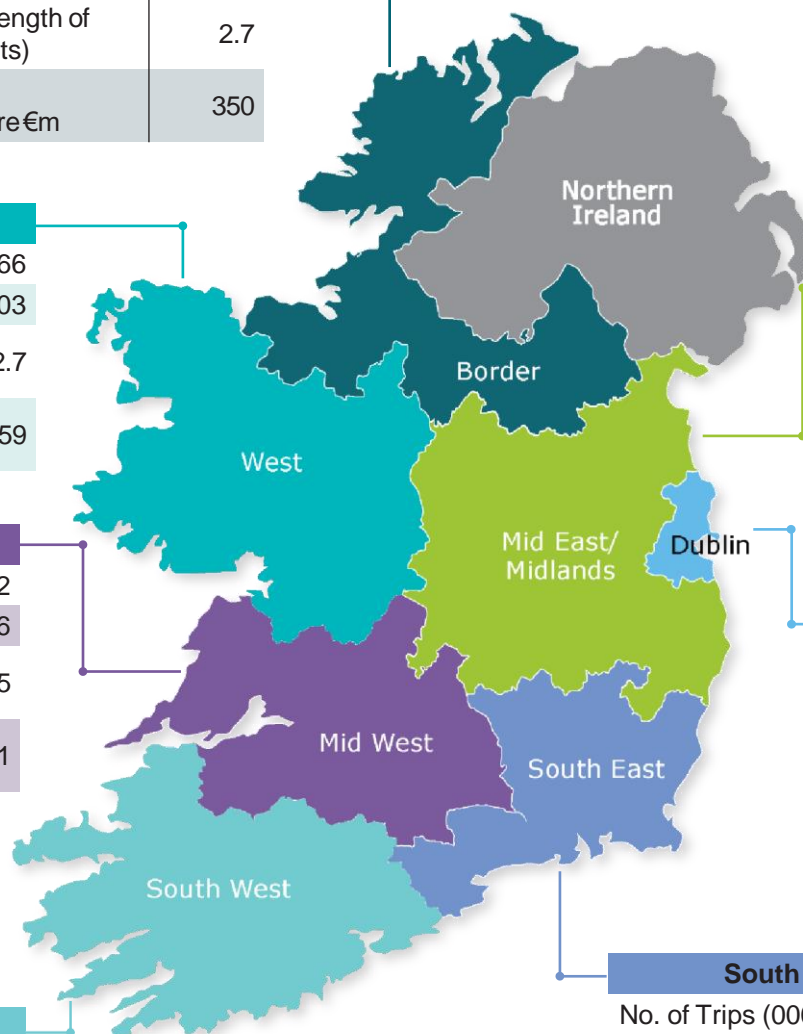 ength of
ts)
2.7
re €m
350
Northern
Ireland
66
03
2.7
59
Border
West
Mid East/
Midlands
Dublin
2
6
5
1
Mid West
South East
South West
South
No. of Trips (000